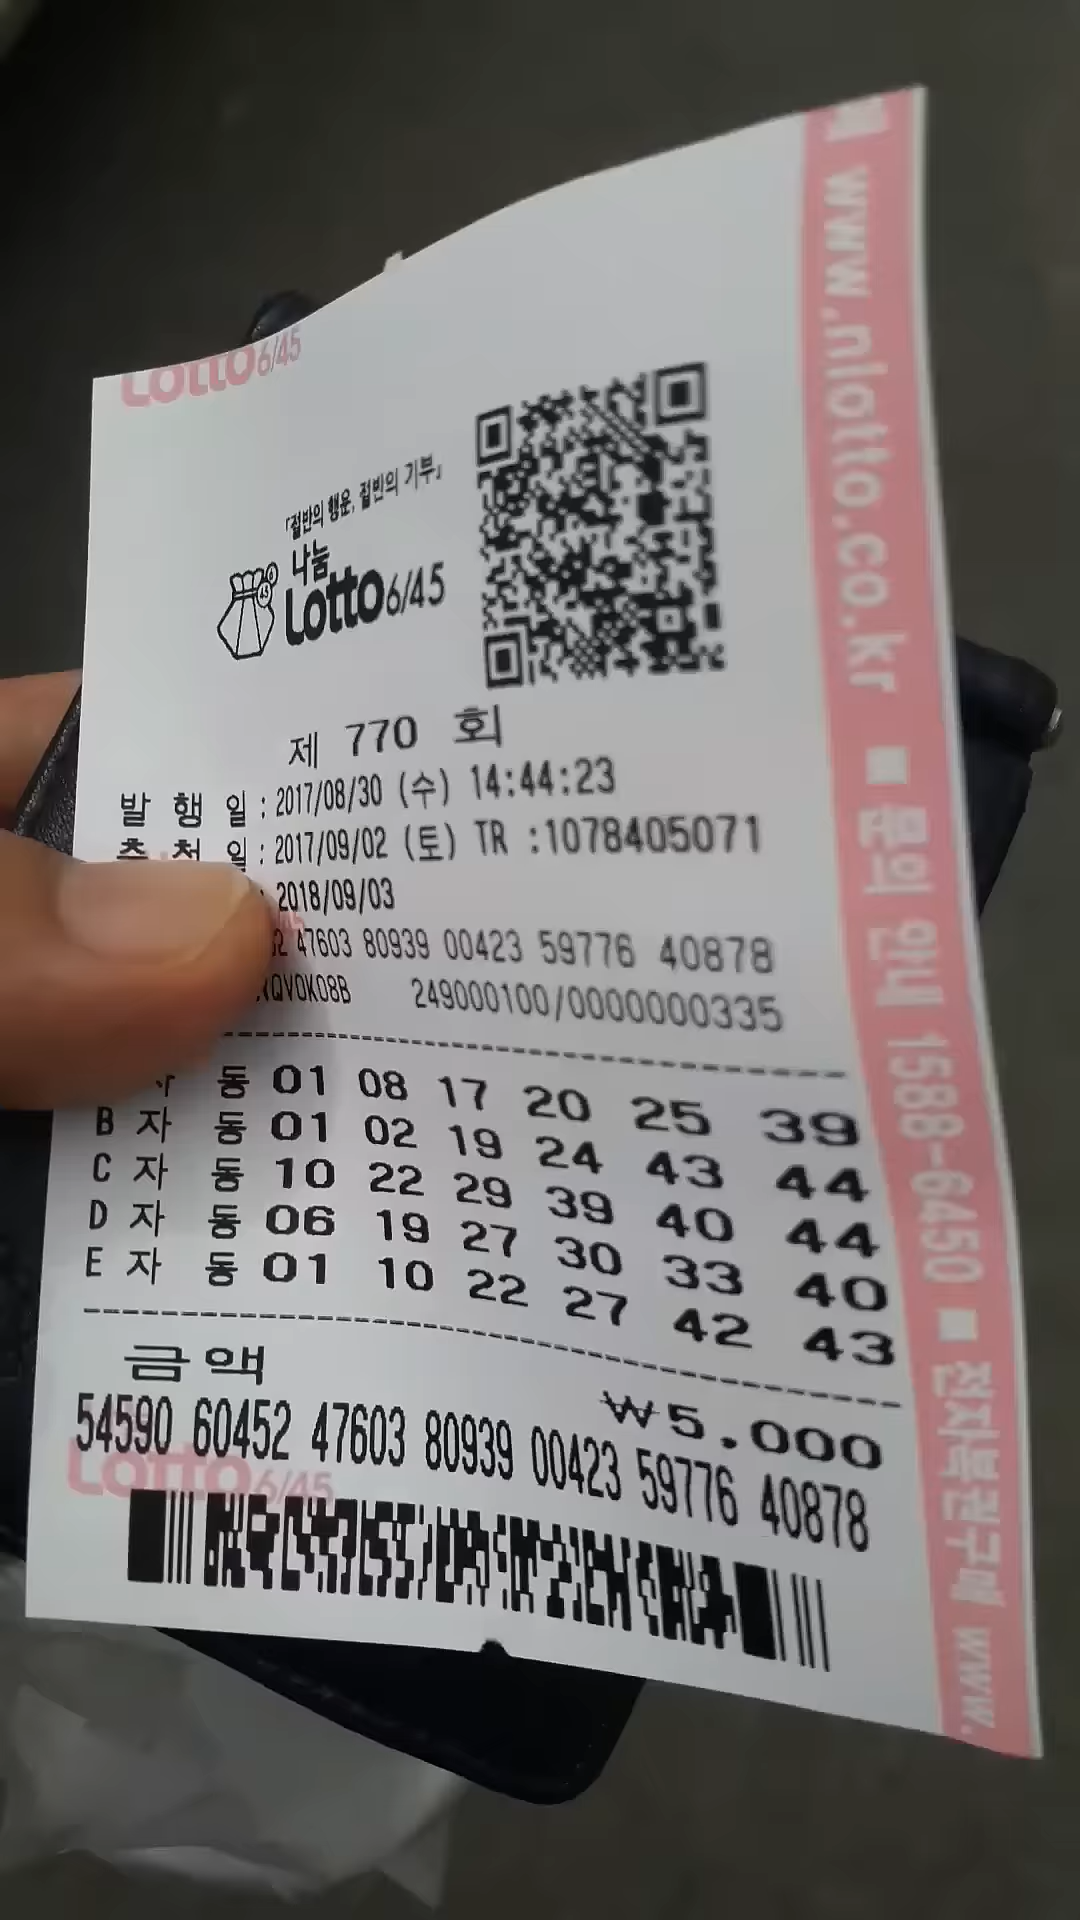 Lotto 6/45
「절반의 행운, 절반의 기부」
나눔
Lotto 6/45
제 770 회
발 행 일 : 2017/08/30 (수) 14:44:23
추 첨 일 : 2017/09/02 (토) TR :1078405071
: 2018/09/03
47603 80939 00423 59776 40878
QV0K08B 249000100/0000000335
자 동 01 08 17 20 25 39
B 자 동 01 02 19 24 43 44
C 자 동 10 22 29 39 40 44
D 자 동 06 19 27 30 33 40
E 자 동 01 10 22 27 42 43
금 액 ₩5,000
54590 60452 47603 80939 00423 59776 40878
Lotto 6/45
www.nlotto.co.kr ■ 문의 안내 1588-6450 ■ 전자복권구매 www.